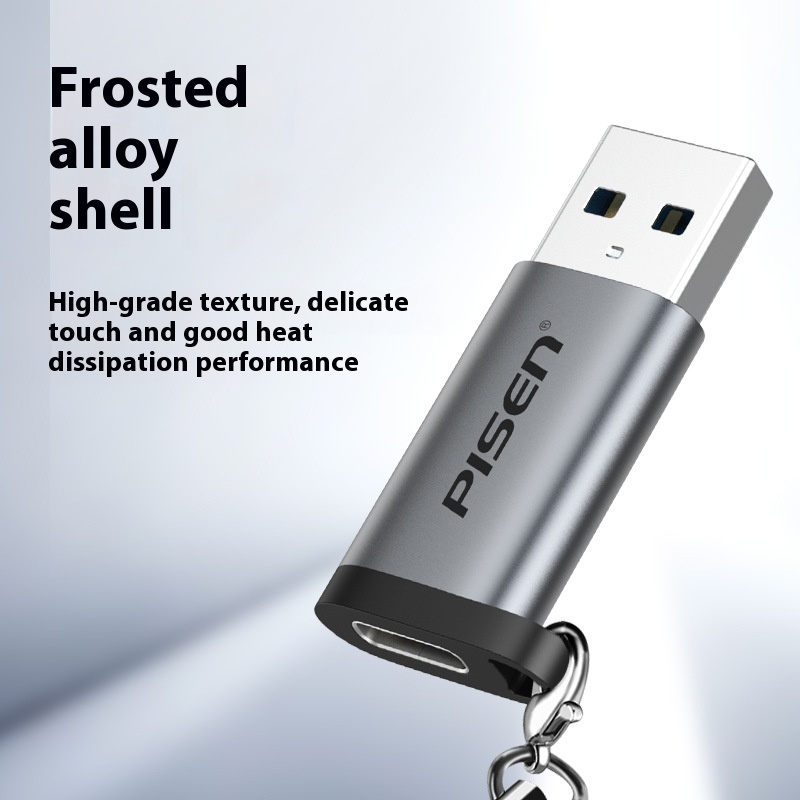 Frosted
alloy
shell
High-grade texture, delicate
touch and good heat
dissipation performance
PISEN®